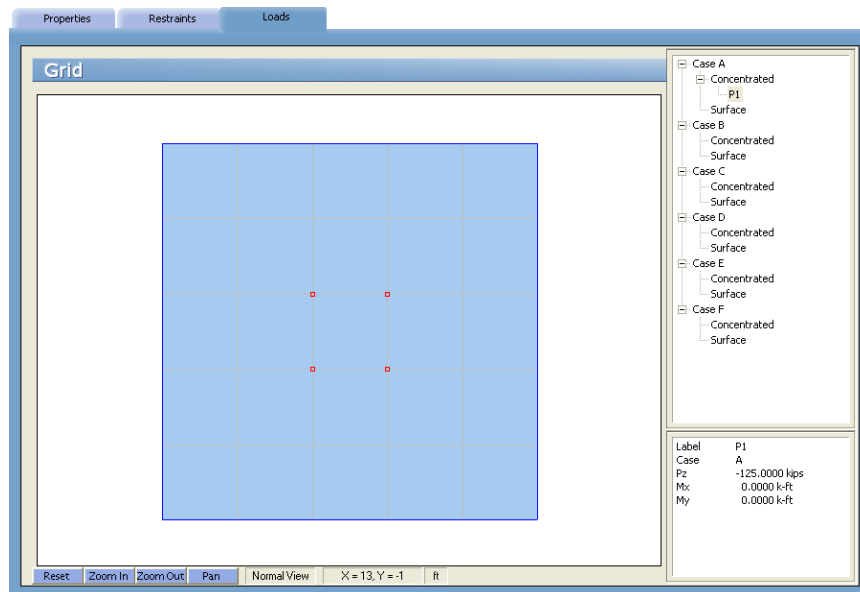 Properties Restraints Loads
Grid
Case A
Concentrated
P1
Surface
Case B
Concentrated
Surface
Case C
Concentrated
Surface
Case D
Concentrated
Surface
Case E
Concentrated
Surface
Case F
Concentrated
Surface
Label P1
Case A
Pz -125.0000 kips
Mx 0.0000 k-ft
My 0.0000 k-ft
Reset Zoom In Zoom Out Pan Normal View X = 13, Y = -1 ft